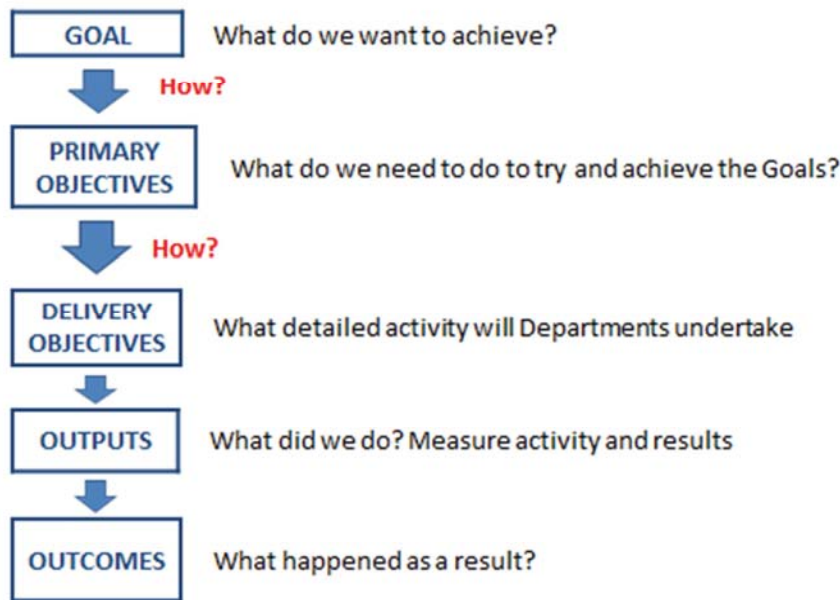 GOAL What do we want to achieve?
How?
PRIMARY
OBJECTIVES
What do we need to do to try and achieve the Goals?
How?
DELIVERY
OBJECTIVES
What detailed activity will Departments undertake
OUTPUTS What did we do? Measure activity and results
OUTCOMES What happened as a result?